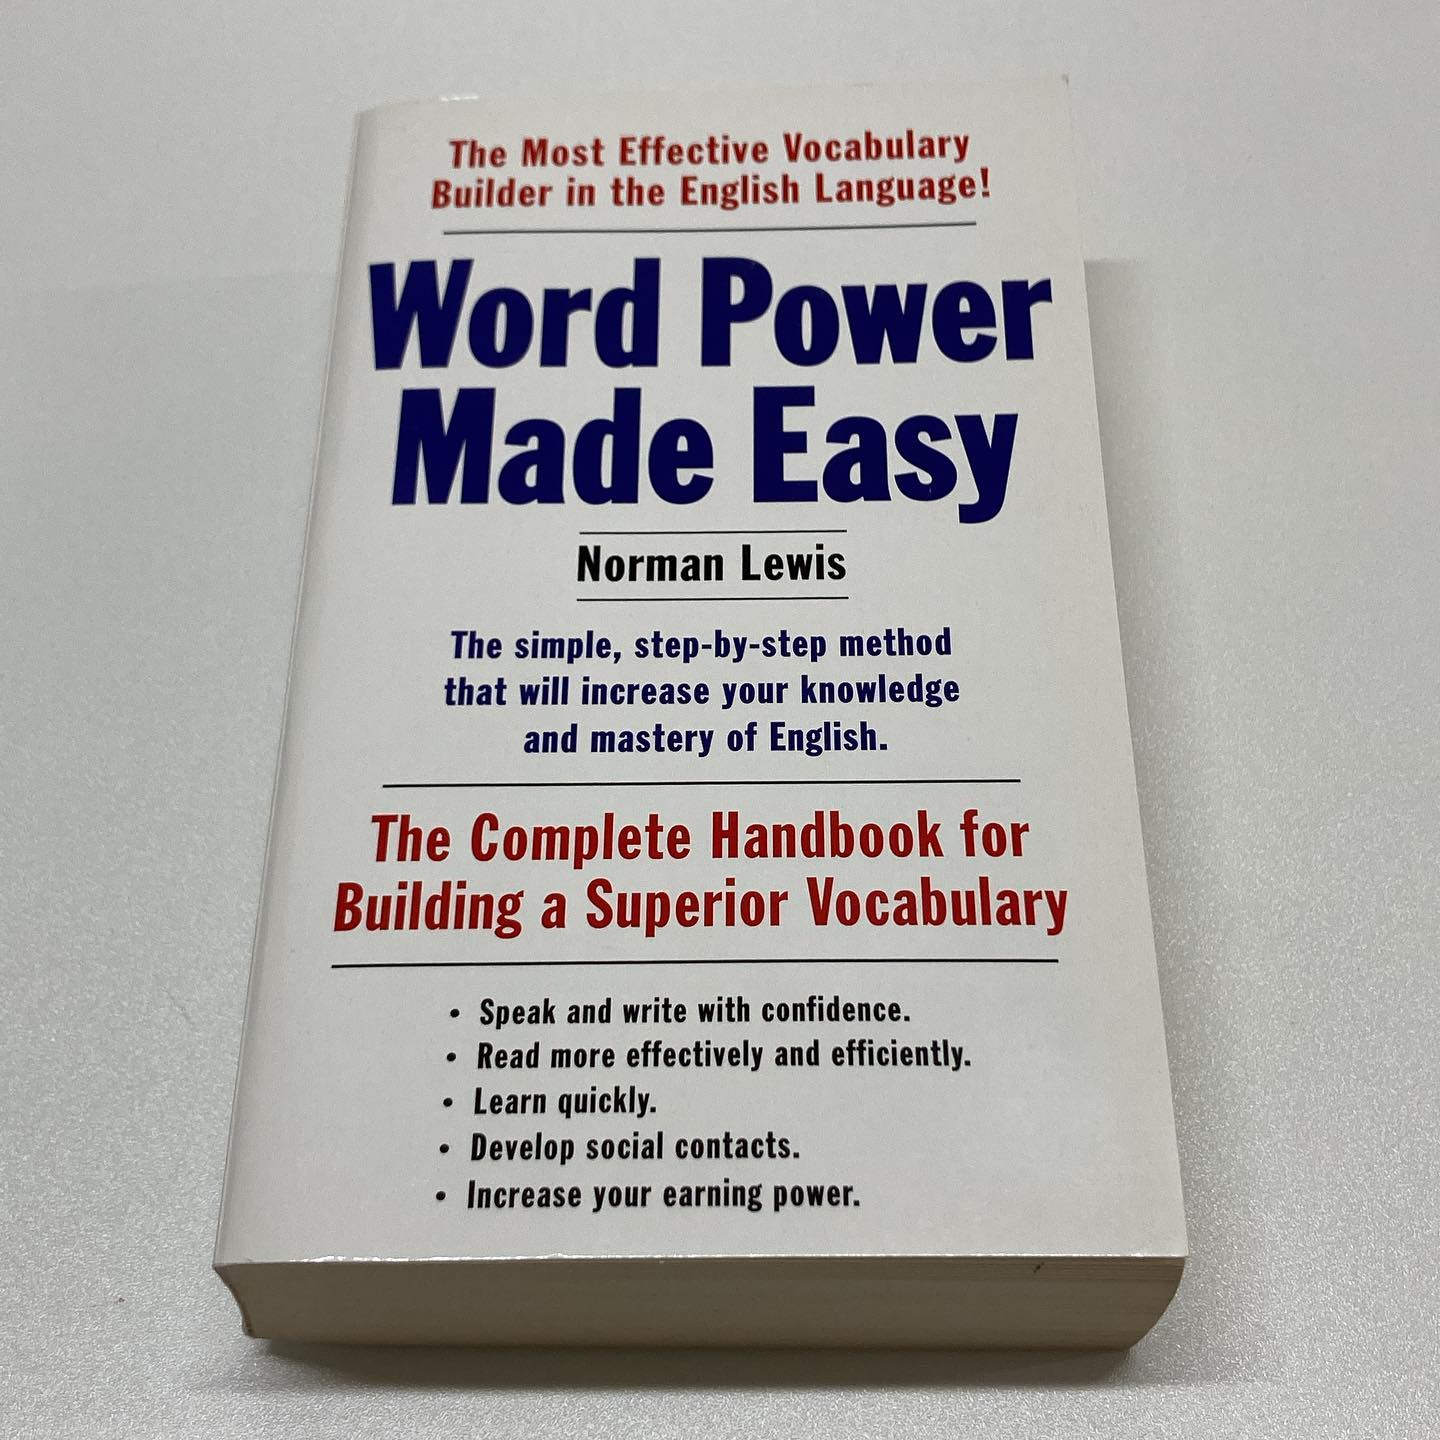 The Most Effective Vocabulary
Builder in the English Language!
Word Power
Made Easy
Norman Lewis
The simple, step-by-step method
that will increase your knowledge
and mastery of English.
The Complete Handbook for
Building a Superior Vocabulary
• Speak and write with confidence.
• Read more effectively and efficiently.
• Learn quickly.
• Develop social contacts.
• Increase your earning power.